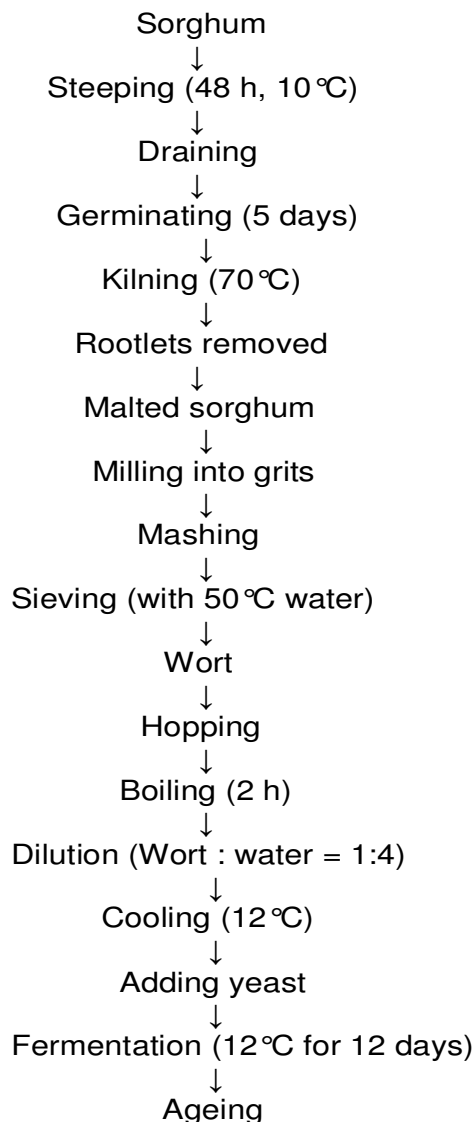 Sorghum
↓
Steeping (48 h, 10°C)
↓
Draining
↓
Germinating (5 days)
↓
Kilning (70°C)
↓
Rootlets removed
↓
Malted sorghum
↓
Milling into grits
↓
Mashing
↓
Sieving (with 50°C water)
↓
Wort
↓
Hopping
↓
Boiling (2 h)
↓
Dilution (Wort : water = 1:4)
↓
Cooling (12°C)
↓
Adding yeast
↓
Fermentation (12°C for 12 days)
↓
Ageing